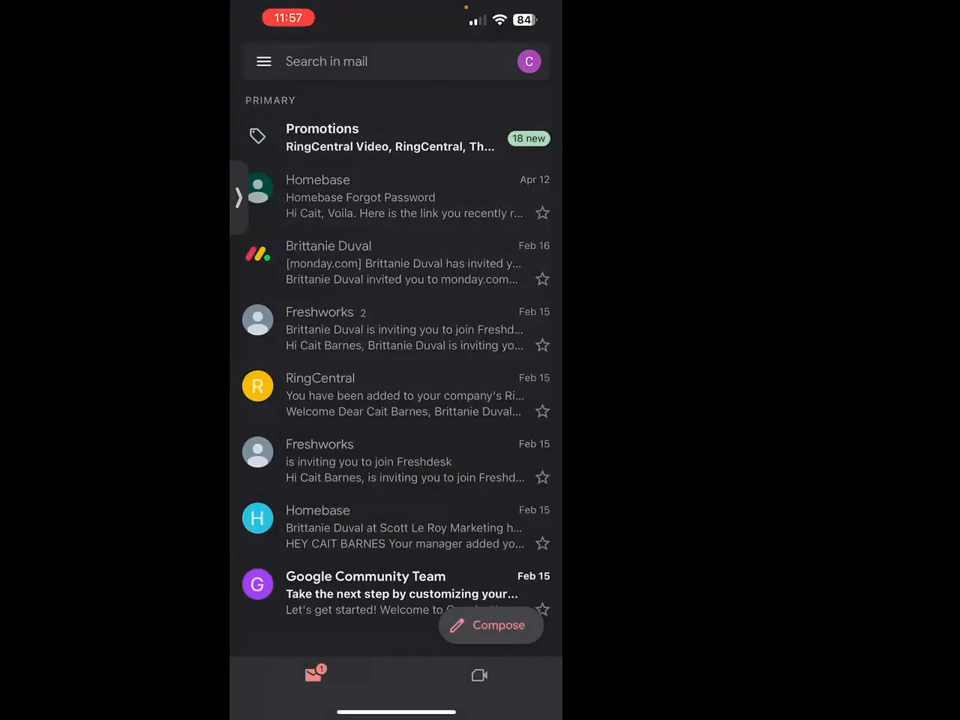 11:57
84
Search in mail
C
PRIMARY
Promotions
18 new
RingCentral Video, RingCentral, Th...
Homebase
Apr 12
Homebase Forgot Password
Hi Cait, Voila. Here is the link you recently r...
Brittanie Duval
Feb 16
[monday.com] Brittanie Duval has invited y...
Brittanie Duval invited you to monday.com...
Freshworks 2
Feb 15
Brittanie Duval is inviting you to join Freshd...
Hi Cait Barnes, Brittanie Duval is inviting yo...
R
RingCentral
Feb 15
You have been added to your company's Ri...
Welcome Dear Cait Barnes, Brittanie Duval...
Freshworks
Feb 15
is inviting you to join Freshdesk
Hi Cait Barnes, is inviting you to join Freshd...
H
Homebase
Feb 15
Brittanie Duval at Scott Le Roy Marketing h...
HEY CAIT BARNES Your manager added yo...
G
Google Community Team
Feb 15
Take the next step by customizing your...
Let's get started! Welcome to
Compose
1